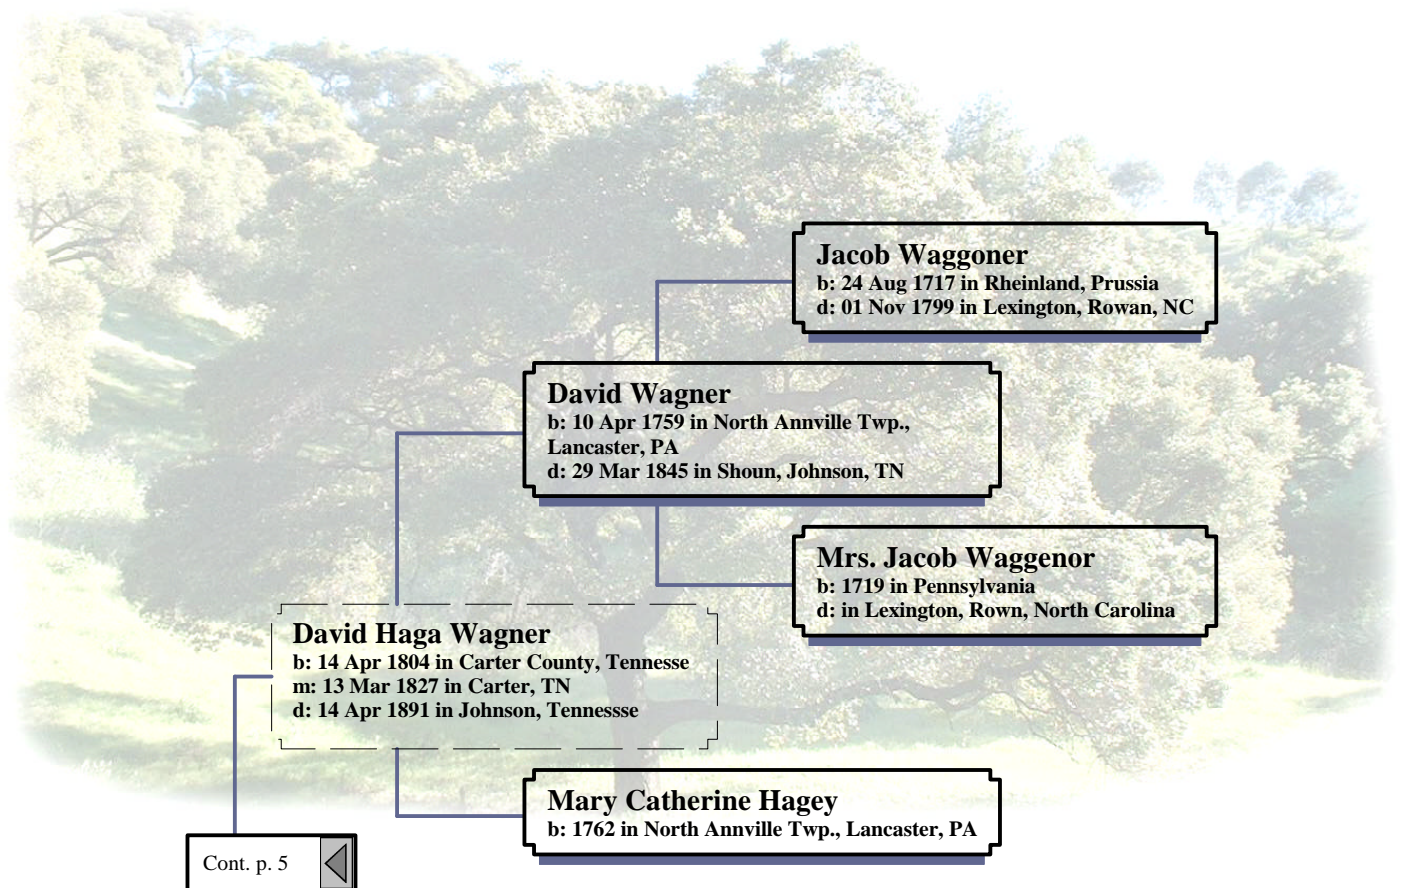 Jacob Waggoner
b: 24 Aug 1717 in Rheinland, Prussia
d: 01 Nov 1799 in Lexington, Rowan, NC
David Wagner
b: 10 Apr 1759 in North Annville Twp.,
Lancaster, PA
d: 29 Mar 1845 in Shoun, Johnson, TN
Mrs. Jacob Waggenor
b: 1719 in Pennsylvania
d: in Lexington, Rown, North Carolina
David Haga Wagner
b: 14 Apr 1804 in Carter County, Tennesse
m: 13 Mar 1827 in Carter, TN
d: 14 Apr 1891 in Johnson, Tennessse
Mary Catherine Hagey
b: 1762 in North Annville Twp., Lancaster, PA
Cont. p. 5